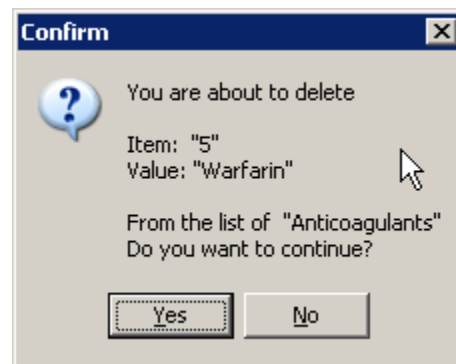 Confirm
You are about to delete
Item: "5"
Value: "Warfarin"
From the list of "Anticoagulants"
Do you want to continue?
Yes
No